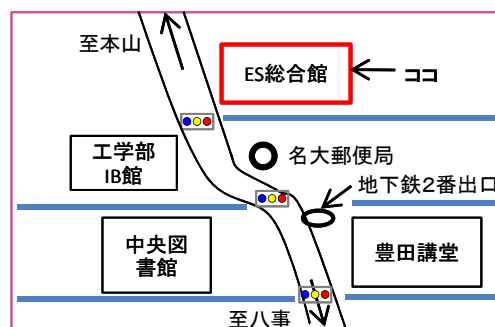 至本山
ES総合館
ココ
工学部
IB館
名大郵便局
地下鉄２番出口
中央図
書館
豊田講堂
至八事